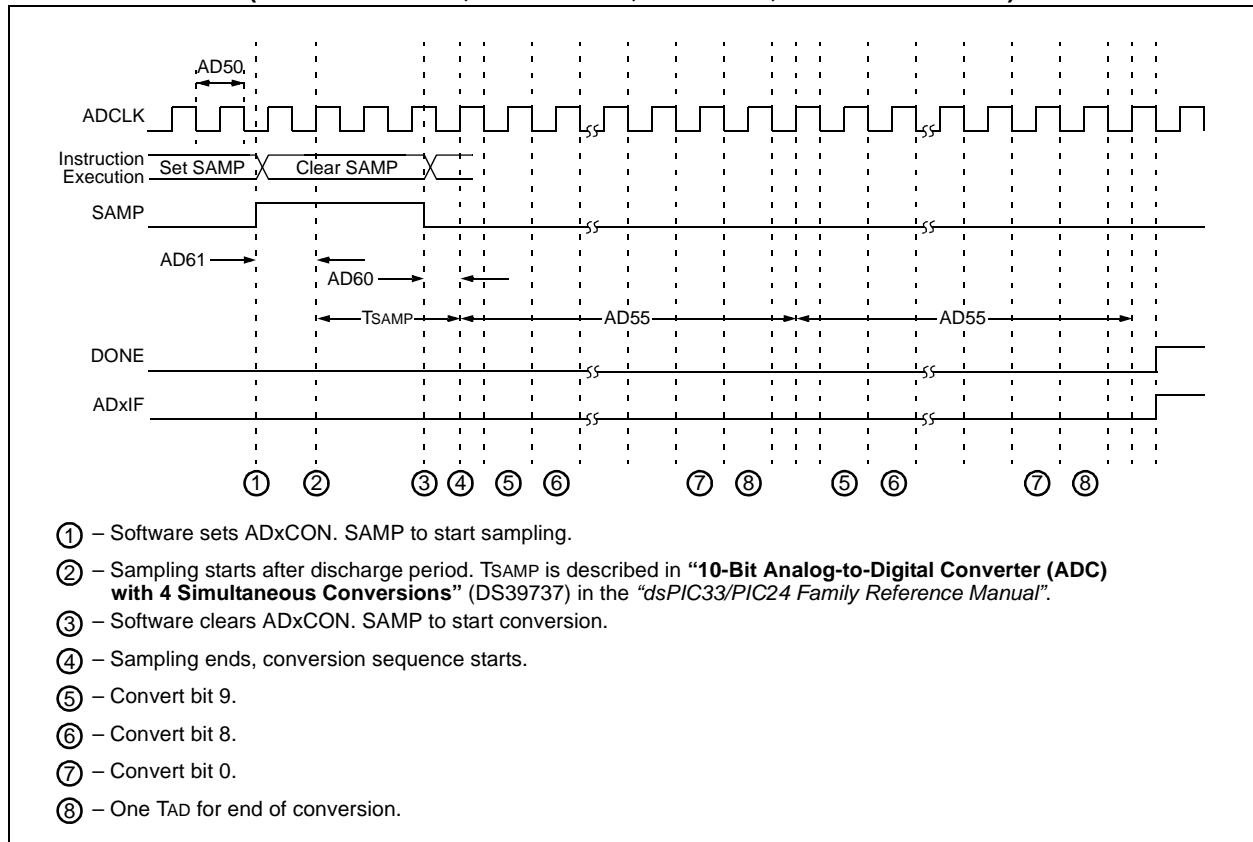 AD50
ADCLK
Instruction
Execution
Set SAMP
Clear SAMP
SAMP
AD61
AD60
TSAMP
AD55
AD55
DONE
ADxIF
1 2 3 4 5 6 7 8 5 6 7 8
1 – Software sets ADxCON. SAMP to start sampling.
2 – Sampling starts after discharge period. TSAMP is described in “10-Bit Analog-to-Digital Converter (ADC)
with 4 Simultaneous Conversions” (DS39737) in the “dsPIC33/PIC24 Family Reference Manual”.
3 – Software clears ADxCON. SAMP to start conversion.
4 – Sampling ends, conversion sequence starts.
5 – Convert bit 9.
6 – Convert bit 8.
7 – Convert bit 0.
8 – One TAD for end of conversion.